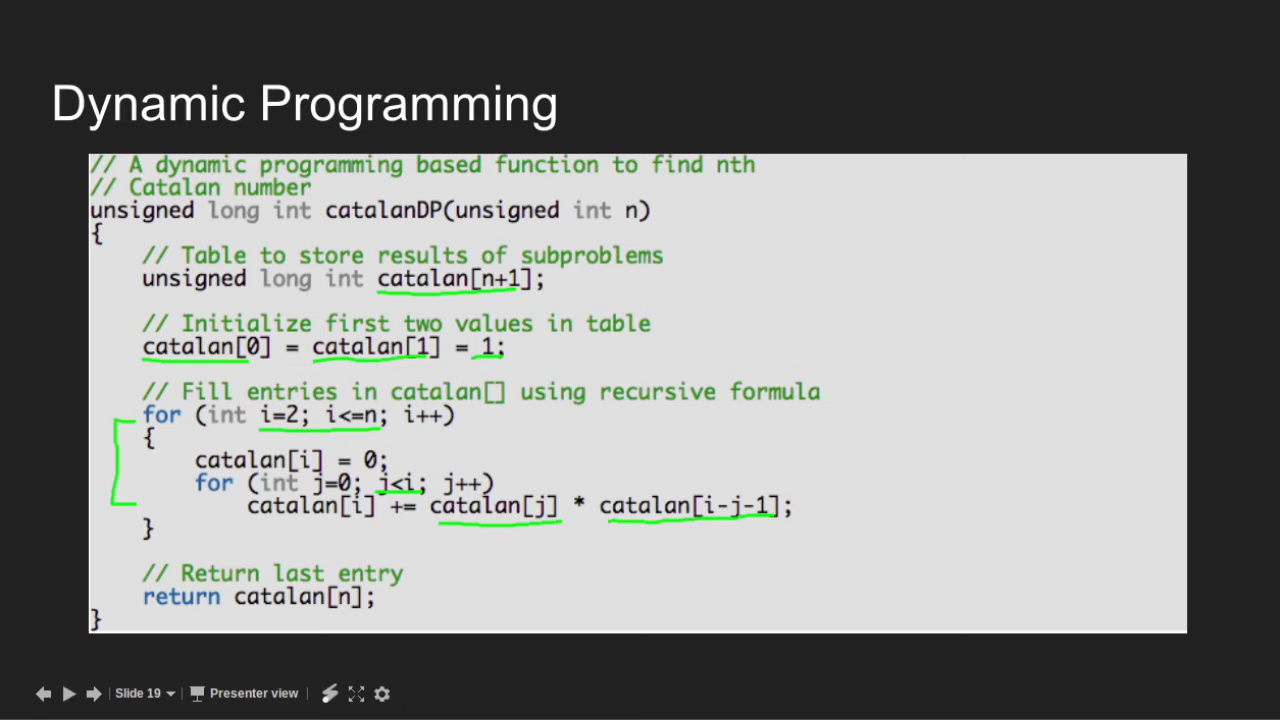 Dynamic Programming
// A dynamic programming based function to find nth
// Catalan number
unsigned long int catalanDP(unsigned int n)
{
    // Table to store results of subproblems
    unsigned long int catalan[n+1];
    // Initialize first two values in table
    catalan[0] = catalan[1] = 1;
    // Fill entries in catalan[] using recursive formula
    for (int i=2; i<=n; i++)
    {
        catalan[i] = 0;
        for (int j=0; j<i; j++)
            catalan[i] += catalan[j] * catalan[i-j-1];
    }
    // Return last entry
    return catalan[n];
}
Slide 19 Presenter view